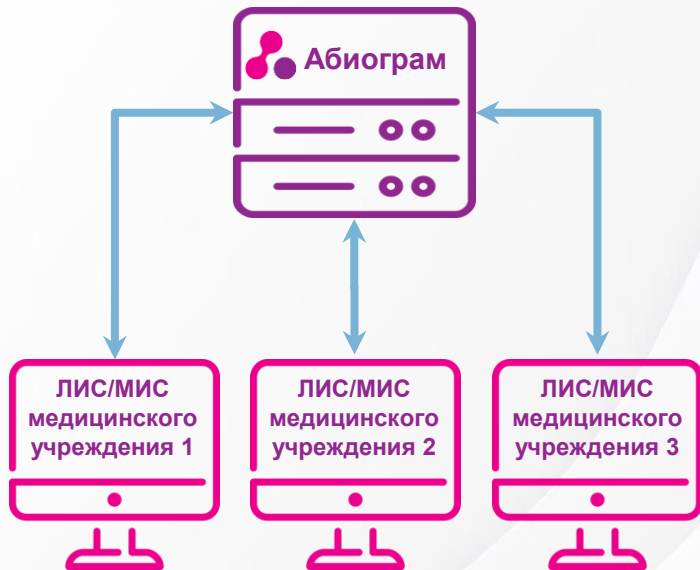 Абиограм
ЛИС/МИС
медицинского
учреждения 1
ЛИС/МИС
медицинского
учреждения 2
ЛИС/МИС
медицинского
учреждения 3